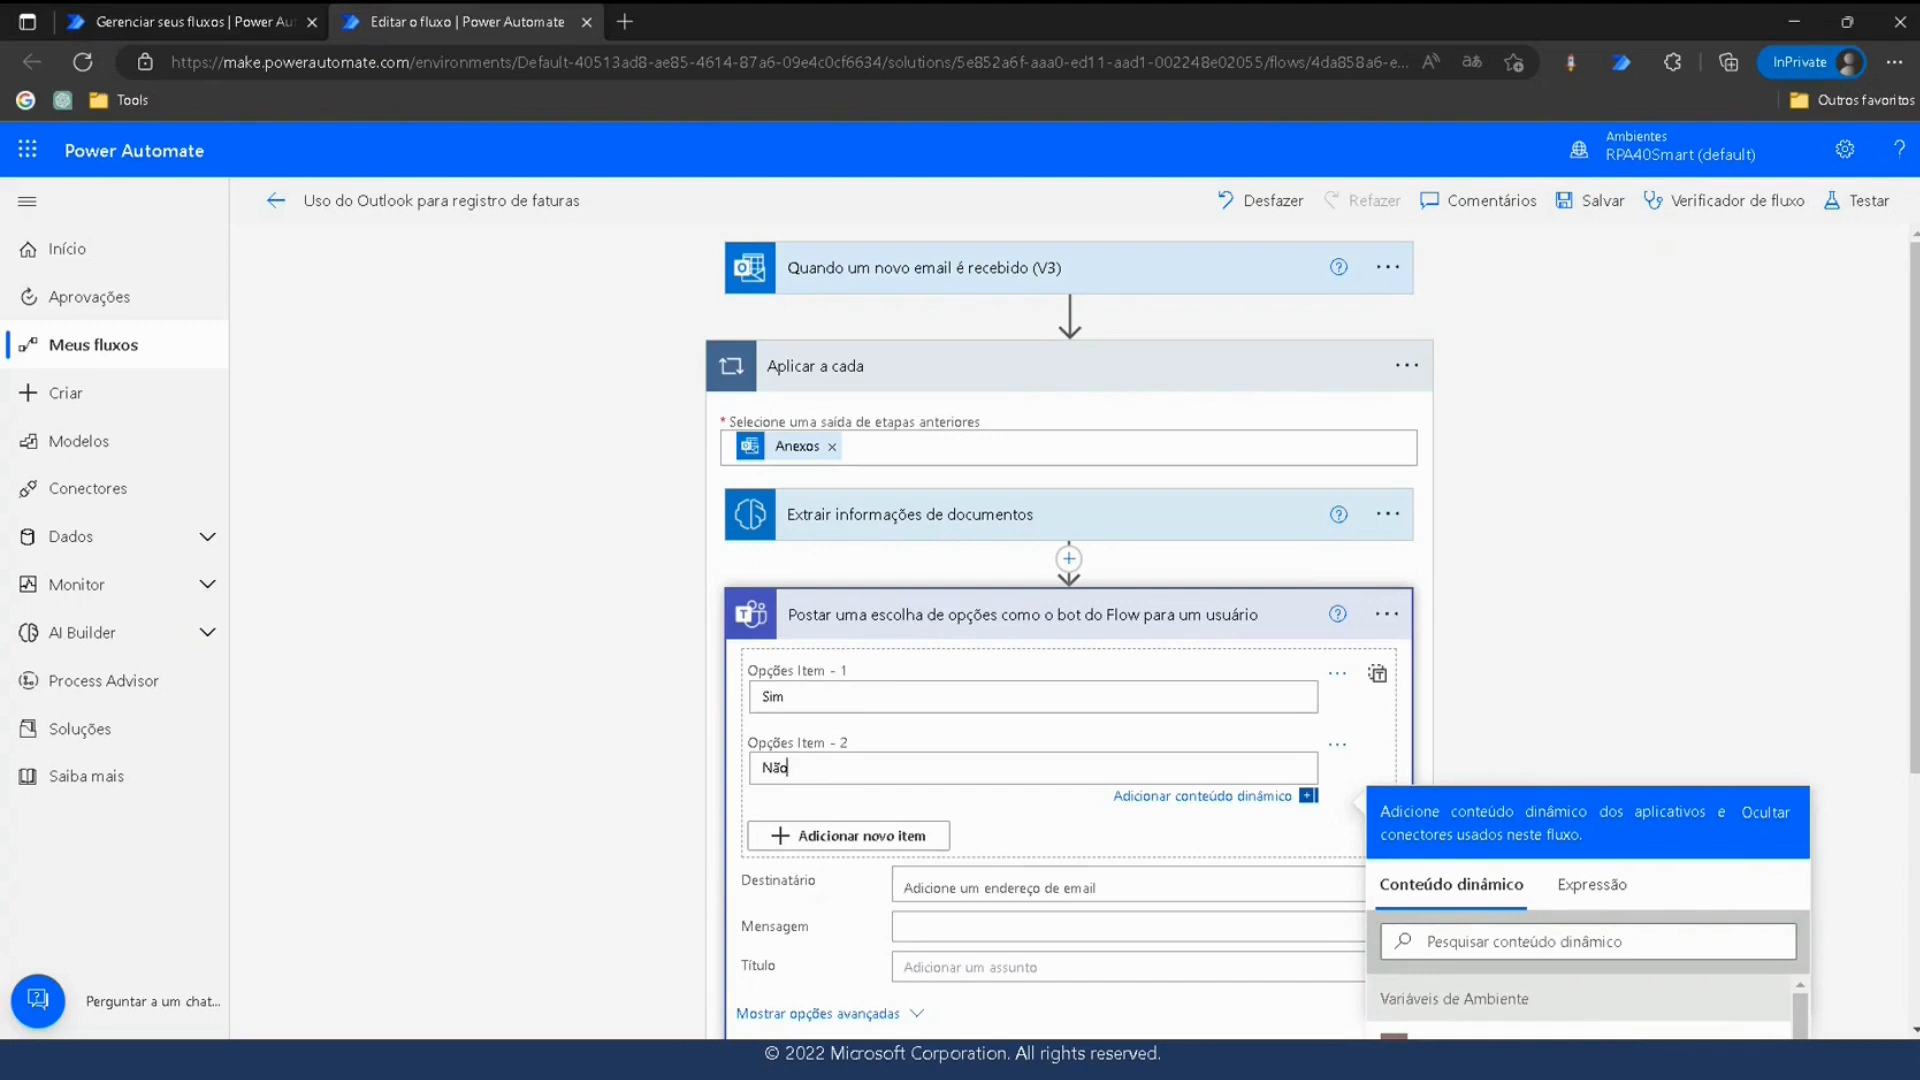 Gerenciar seus fluxos | Power Au
Editar o fluxo | Power Automate
https://make.powerautomate.com/environments/Default-40513ad8-ae85-4614-87a6-09e4c0cf6634/solutions/5e852a6f-aaa0-ed11-aad1-002248e02055/flows/4da858a6-e...
InPrivate
Tools
Outros favoritos
Power Automate
Ambientes
RPA40Smart (default)
Uso do Outlook para registro de faturas
Desfazer
Refazer
Comentários
Salvar
Verificador de fluxo
Testar
Início
Aprovações
Meus fluxos
Criar
Modelos
Conectores
Dados
Monitor
AI Builder
Process Advisor
Soluções
Saiba mais
Perguntar a um chat...
Quando um novo email é recebido (V3)
Aplicar a cada
* Selecione uma saída de etapas anteriores
Anexos
Extrair informações de documentos
Postar uma escolha de opções como o bot do Flow para um usuário
Opções Item - 1
Sim
Opções Item - 2
Não
Adicionar conteúdo dinâmico
Adicionar novo item
Destinatário
Adicione um endereço de email
Mensagem
Título
Adicionar um assunto
Mostrar opções avançadas
Adicione conteúdo dinâmico dos aplicativos e conectores usados neste fluxo.
Ocultar
Conteúdo dinâmico
Expressão
Pesquisar conteúdo dinâmico
Variáveis de Ambiente
© 2022 Microsoft Corporation. All rights reserved.